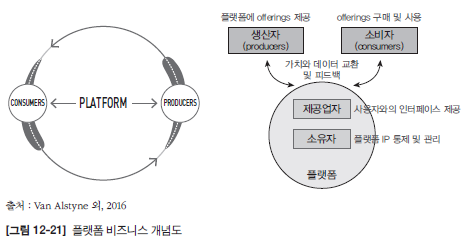 플랫폼에 offerings 제공
offerings 구매 및 사용
생산자
(producers)
소비자
(consumers)
가치와 데이터 교환
및 피드백
CONSUMERS
PLATFORM
PRODUCERS
제공업자
사용자와의 인터페이스 제공
소유자
플랫폼 IP 통제 및 관리
플랫폼
출처 : Van Alstyne 외, 2016
[그림 12-21] 플랫폼 비즈니스 개념도